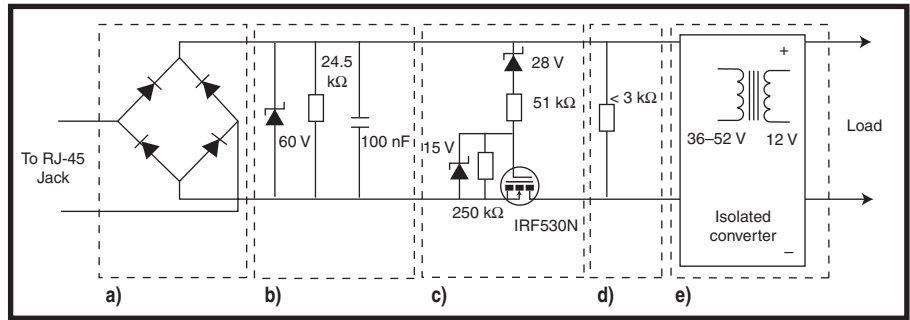 24.5
kΩ
60 V
100 nF
28 V
51 kΩ
15 V
250 kΩ
IRF530N
< 3 kΩ
+
36–52 V
12 V
Isolated
converter
–
To RJ-45
Jack
Load
a)
b)
c)
d)
e)